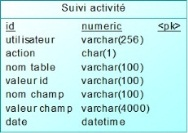 Suivi activité
id numeric <pk>
utilisateur varchar(256)
action char(1)
nom table varchar(100)
valeur id varchar(100)
nom champ varchar(100)
valeur champ varchar(4000)
date datetime